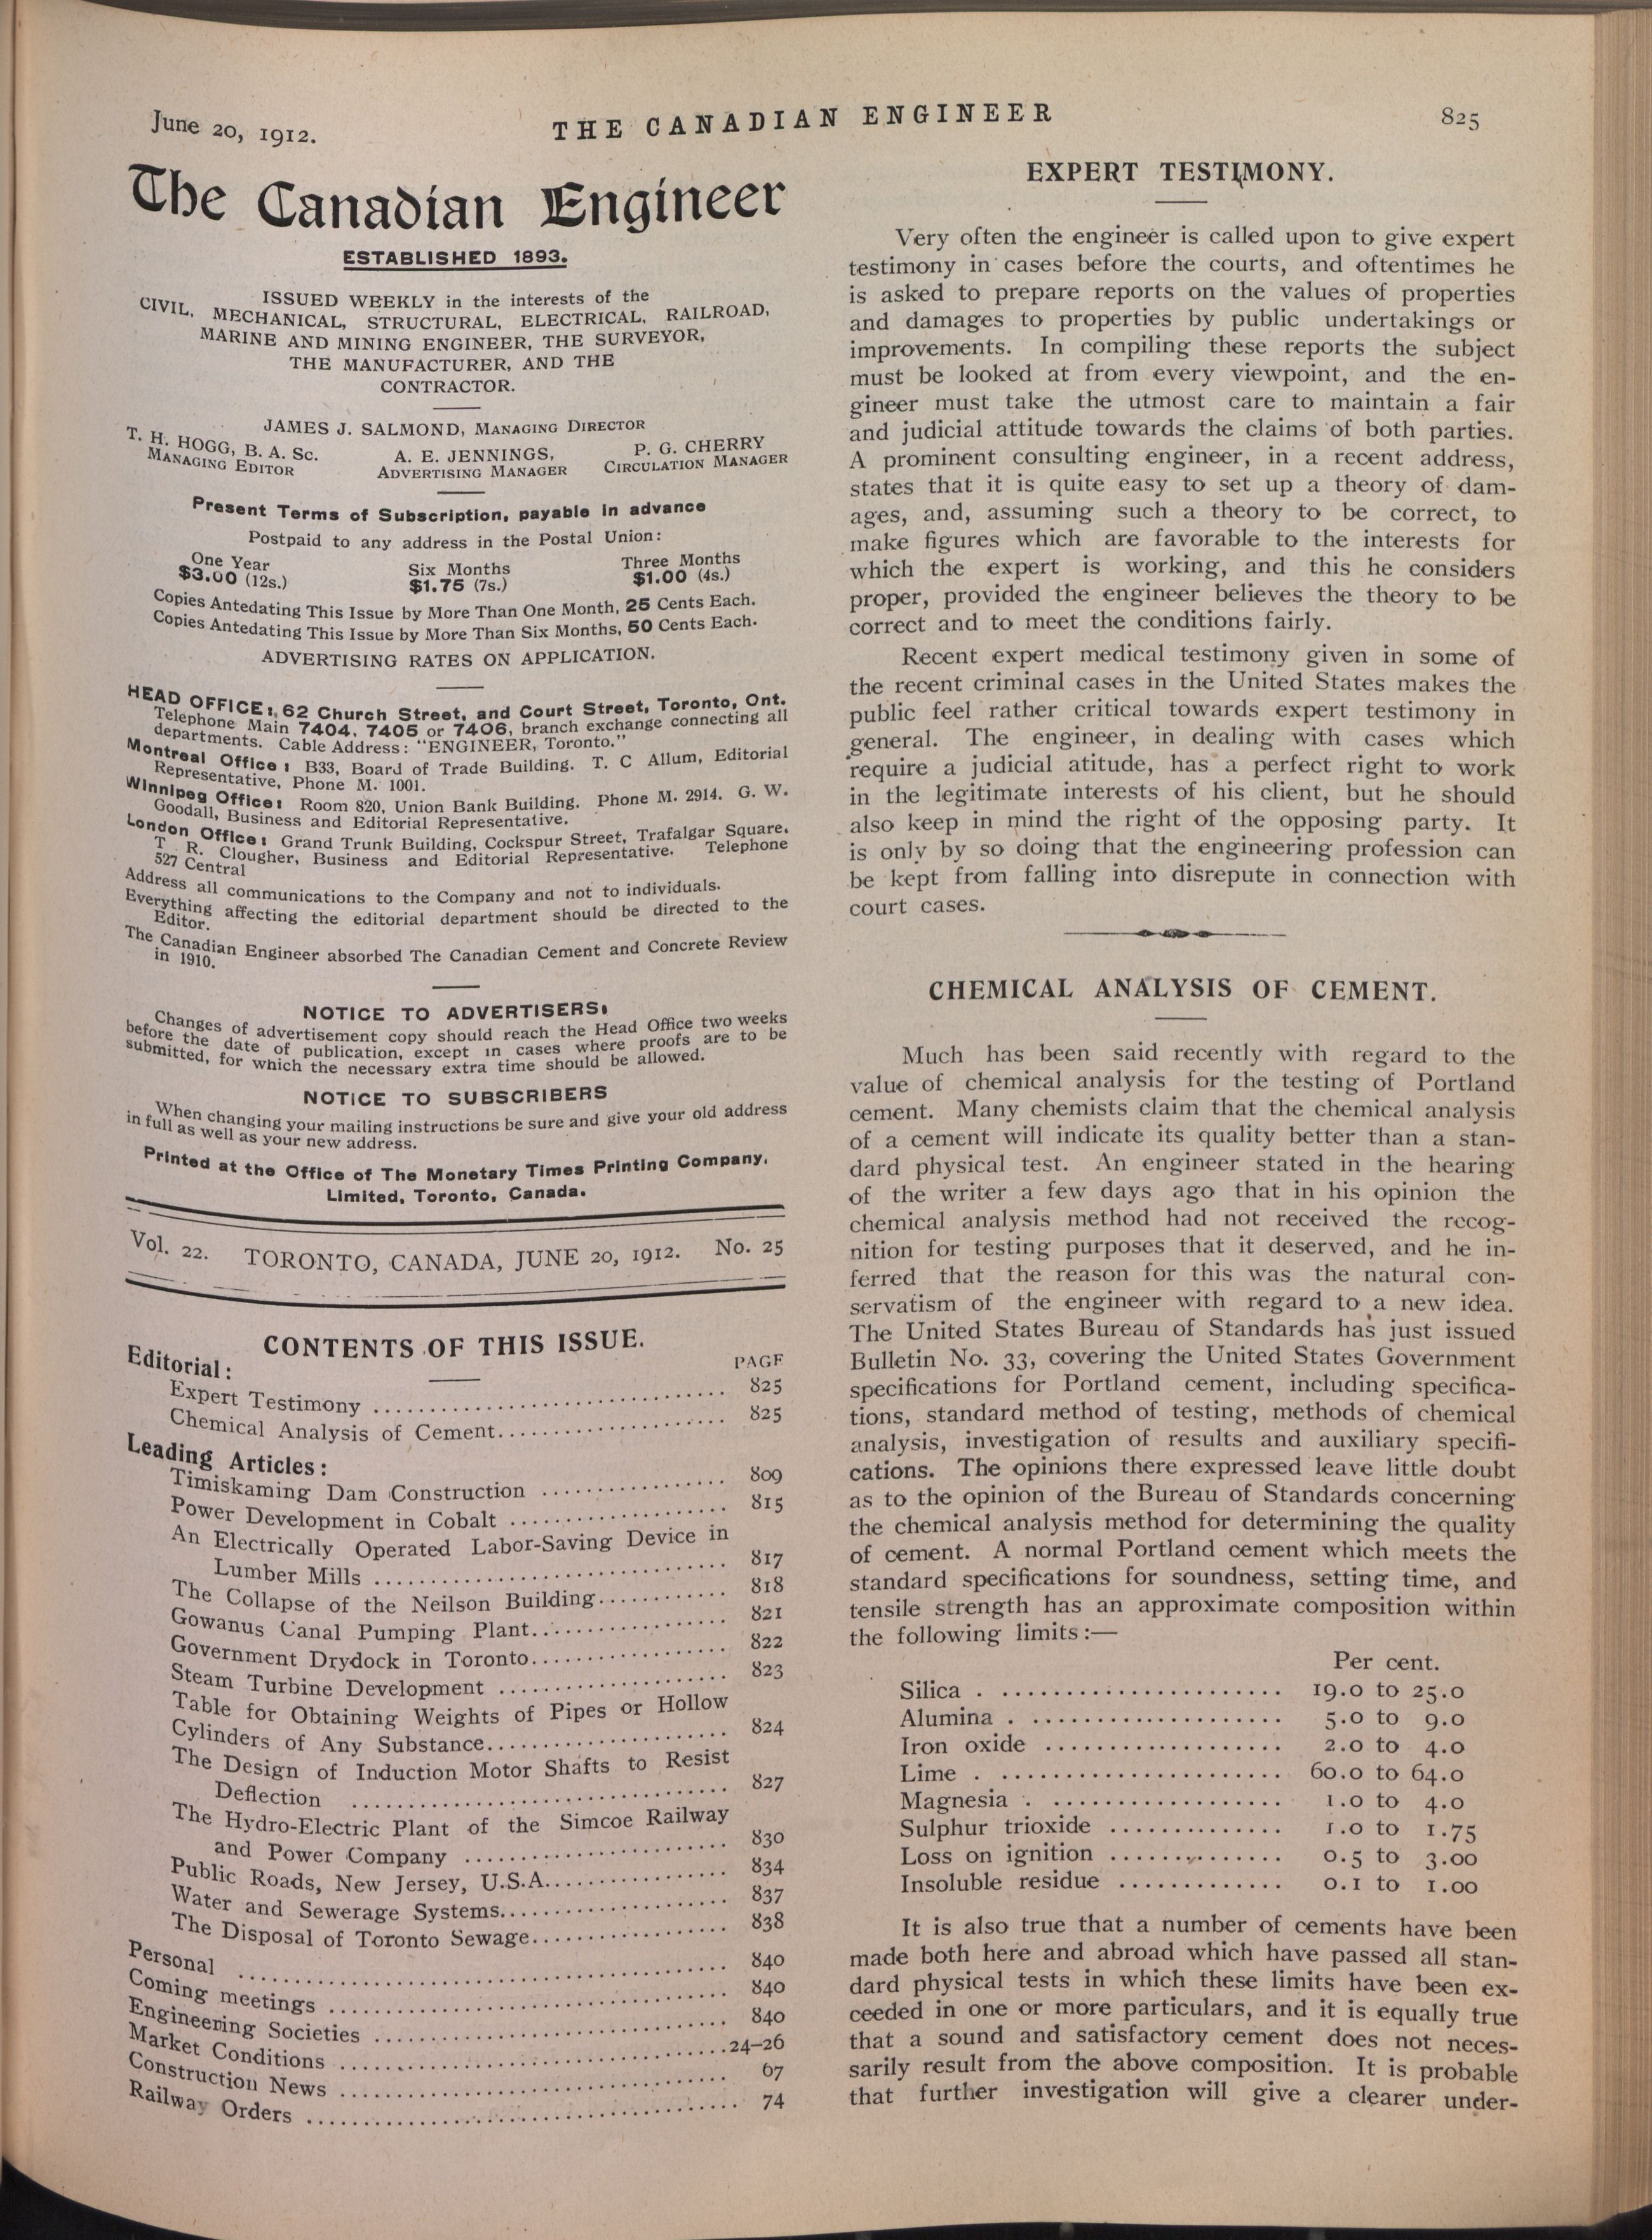 June 20, 1912.
THE CANADIAN ENGINEER
825
The Canadian Engineer
ESTABLISHED 1893.
ISSUED WEEKLY in the interests of the
CIVIL, MECHANICAL, STRUCTURAL, ELECTRICAL, RAILROAD,
MARINE AND MINING ENGINEER, THE SURVEYOR,
THE MANUFACTURER, AND THE
CONTRACTOR.
JAMES J. SALMOND, MANAGING DIRECTOR
T. H. HOGG, B. A. Sc. A. E. JENNINGS, P. G. CHERRY
MANAGING EDITOR ADVERTISING MANAGER CIRCULATION MANAGER
Present Terms of Subscription, payable in advance
Postpaid to any address in the Postal Union:
One Year Six Months Three Months
$3.00 (12s.) $1.75 (7s.) $1.00 (4s.)
Copies Antedating This Issue by More Than One Month, 25 Cents Each.
Copies Antedating This Issue by More Than Six Months, 50 Cents Each.
ADVERTISING RATES ON APPLICATION.
HEAD OFFICE: 62 Church Street, and Court Street, Toronto, Ont.
Telephone Main 7404, 7405 or 7406, branch exchange connecting all
departments. Cable Address: "ENGINEER, Toronto."
Montreal Office: B33, Board of Trade Building. T. C Allum, Editorial
Representative, Phone M. 1001.
Winnipeg Office: Room 820, Union Bank Building. Phone M. 2914. G. W.
Goodall, Business and Editorial Representative.
London Office: Grand Trunk Building, Cockspur Street, Trafalgar Square.
T R. Clougher, Business and Editorial Representative. Telephone
527 Central
Address all communications to the Company and not to individuals.
Everything affecting the editorial department should be directed to the
Editor.
The Canadian Engineer absorbed The Canadian Cement and Concrete Review
in 1910.
NOTICE TO ADVERTISERS:
Changes of advertisement copy should reach the Head Office two weeks
before the date of publication, except in cases where proofs are to be
submitted, for which the necessary extra time should be allowed.
NOTICE TO SUBSCRIBERS
When changing your mailing instructions be sure and give your old address
in full as well as your new address.
Printed at the Office of The Monetary Times Printing Company,
Limited, Toronto, Canada.
Vol. 22. TORONTO, CANADA, JUNE 20, 1912. No. 25
CONTENTS OF THIS ISSUE.
Editorial: PAGE
Expert Testimony ............................ 825
Chemical Analysis of Cement........................ 825
Leading Articles:
Timiskaming Dam Construction ................. 809
Power Development in Cobalt .................... 815
An Electrically Operated Labor-Saving Device in
Lumber Mills ............................... 817
The Collapse of the Neilson Building............ 818
Gowanus Canal Pumping Plant.................. 821
Government Drydock in Toronto.................. 822
Steam Turbine Development ..................... 823
Table for Obtaining Weights of Pipes or Hollow
Cylinders of Any Substance...................... 824
The Design of Induction Motor Shafts to Resist
Deflection ................................. 827
The Hydro-Electric Plant of the Simcoe Railway
and Power Company ........................ 830
Public Roads, New Jersey, U.S.A................ 834
Water and Sewerage Systems..................... 837
The Disposal of Toronto Sewage.................. 838
Personal .......................................... 840
Coming meetings .................................. 840
Engineering Societies ............................. 840
Market Conditions .................................24–26
Construction News ................................ 67
Railway Orders .................................... 74
EXPERT TESTIMONY.
Very often the engineer is called upon to give expert
testimony in cases before the courts, and oftentimes he
is asked to prepare reports on the values of properties
and damages to properties by public undertakings or
improvements. In compiling these reports the subject
must be looked at from every viewpoint, and the en-
gineer must take the utmost care to maintain a fair
and judicial attitude towards the claims of both parties.
A prominent consulting engineer, in a recent address,
states that it is quite easy to set up a theory of dam-
ages, and, assuming such a theory to be correct, to
make figures which are favorable to the interests for
which the expert is working, and this he considers
proper, provided the engineer believes the theory to be
correct and to meet the conditions fairly.
Recent expert medical testimony given in some of
the recent criminal cases in the United States makes the
public feel rather critical towards expert testimony in
general. The engineer, in dealing with cases which
require a judicial atitude, has a perfect right to work
in the legitimate interests of his client, but he should
also keep in mind the right of the opposing party. It
is only by so doing that the engineering profession can
be kept from falling into disrepute in connection with
court cases.
CHEMICAL ANALYSIS OF CEMENT.
Much has been said recently with regard to the
value of chemical analysis for the testing of Portland
cement. Many chemists claim that the chemical analysis
of a cement will indicate its quality better than a stan-
dard physical test. An engineer stated in the hearing
of the writer a few days ago that in his opinion the
chemical analysis method had not received the recog-
nition for testing purposes that it deserved, and he in-
ferred that the reason for this was the natural con-
servatism of the engineer with regard to a new idea.
The United States Bureau of Standards has just issued
Bulletin No. 33, covering the United States Government
specifications for Portland cement, including specifica-
tions, standard method of testing, methods of chemical
analysis, investigation of results and auxiliary specifi-
cations. The opinions there expressed leave little doubt
as to the opinion of the Bureau of Standards concerning
the chemical analysis method for determining the quality
of cement. A normal Portland cement which meets the
standard specifications for soundness, setting time, and
tensile strength has an approximate composition within
the following limits:—
Per cent.
Silica . ...................... 19.0 to 25.0
Alumina . .................... 5.0 to 9.0
Iron oxide ................... 2.0 to 4.0
Lime . ...................... 60.0 to 64.0
Magnesia . .................. 1.0 to 4.0
Sulphur trioxide .............. 1.0 to 1.75
Loss on ignition .............. 0.5 to 3.00
Insoluble residue ............. 0.1 to 1.00
It is also true that a number of cements have been
made both here and abroad which have passed all stan-
dard physical tests in which these limits have been ex-
ceeded in one or more particulars, and it is equally true
that a sound and satisfactory cement does not neces-
sarily result from the above composition. It is probable
that further investigation will give a clearer under-